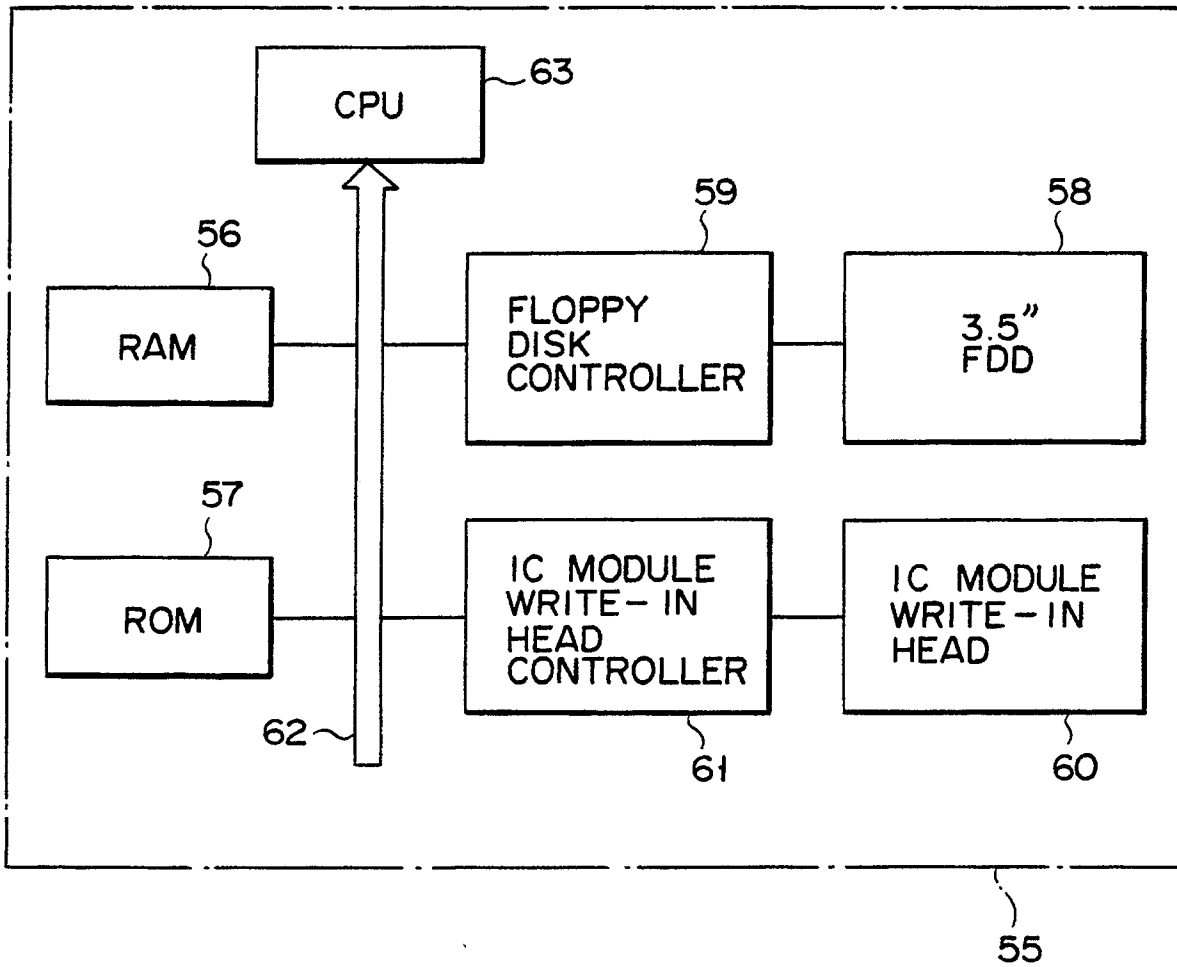 63
CPU
59
58
56
RAM
FLOPPY
DISK
CONTROLLER
3.5"
FDD
57
ROM
IC MODULE
WRITE-IN
HEAD
CONTROLLER
IC MODULE
WRITE-IN
HEAD
62
61
60
55